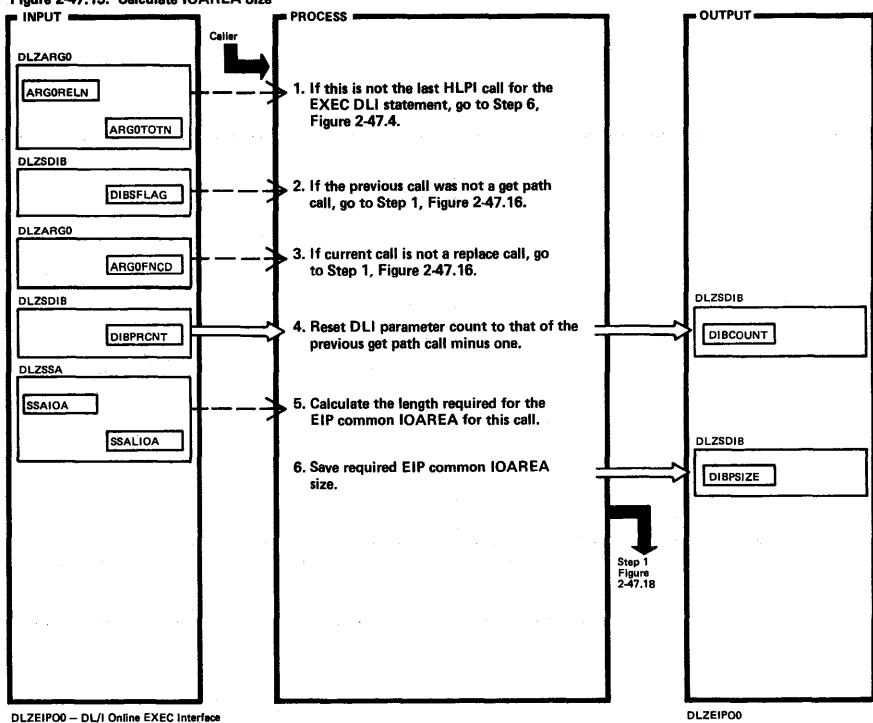 Figure 2-47.15. Calculate IOAREA Size
INPUT
PROCESS
OUTPUT
Caller
DLZARG0
ARG0RELN
ARG0TOTN
1. If this is not the last HLPI call for the
EXEC DLI statement, go to Step 6,
Figure 2-47.4.
DLZSDIB
DIBSFLAG
2. If the previous call was not a get path
call, go to Step 1, Figure 2-47.16.
DLZARG0
ARG0FNCD
3. If current call is not a replace call, go
to Step 1, Figure 2-47.16.
DLZSDIB
DIBPRCNT
4. Reset DLI parameter count to that of the
previous get path call minus one.
DLZSDIB
DIBCOUNT
DLZSSA
SSAIOA
SSALIOA
5. Calculate the length required for the
EIP common IOAREA for this call.
6. Save required EIP common IOAREA
size.
DLZSDIB
DIBPSIZE
Step 1
Figure
2-47.18
DLZEIPO0 – DL/I Online EXEC Interface
DLZEIPO0